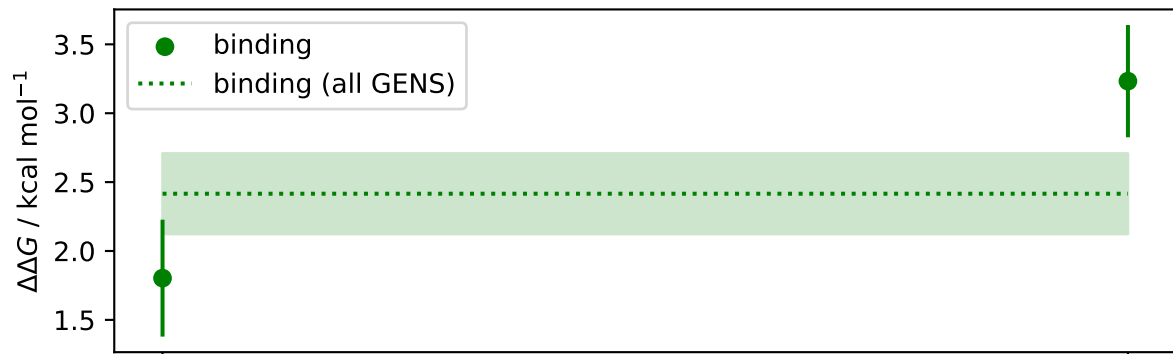 binding
binding (all GENS)
ΔΔG / kcal mol⁻¹
3.5
3.0
2.5
2.0
1.5